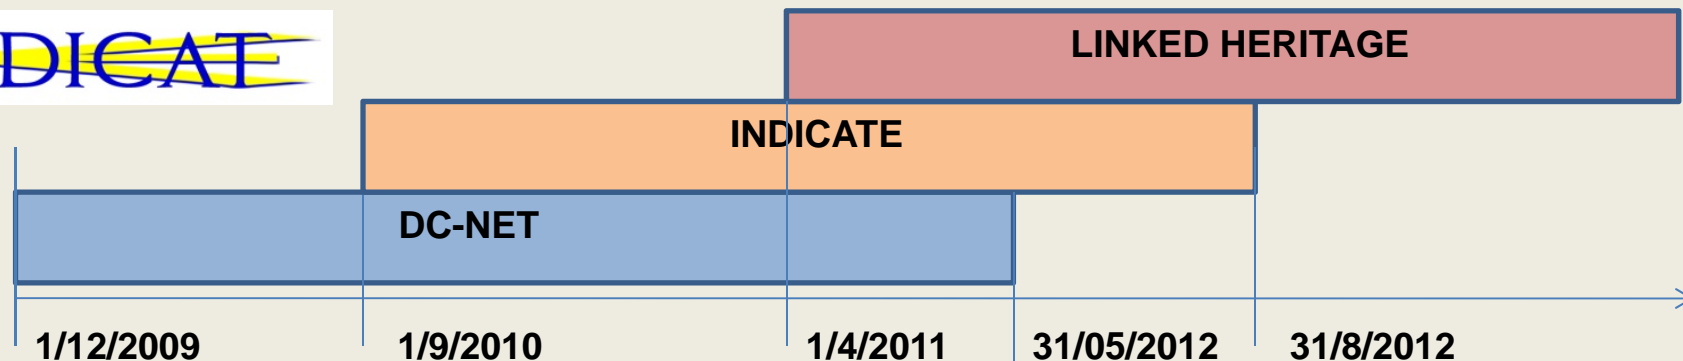 DICAT
LINKED HERITAGE
INDICATE
DC-NET
1/12/2009 1/9/2010 1/4/2011 31/05/2012 31/8/2012